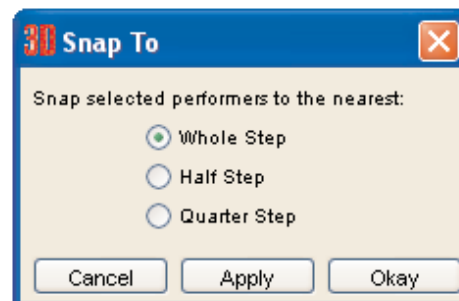 3D Snap To
Snap selected performers to the nearest:
Whole Step
Half Step
Quarter Step
Cancel Apply Okay